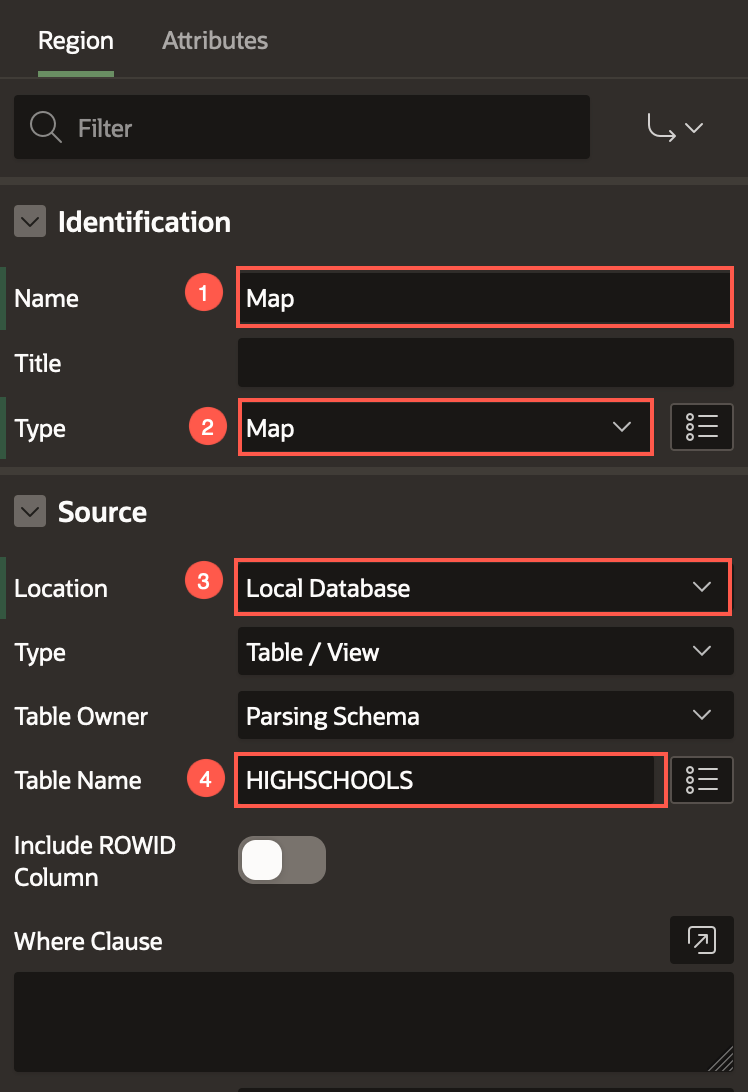 Region Attributes
Filter
Identification
Name 1 Map
Title
Type 2 Map
Source
Location 3 Local Database
Type Table / View
Table Owner Parsing Schema
Table Name 4 HIGHSCHOOLS
Include ROWID
Column
Where Clause